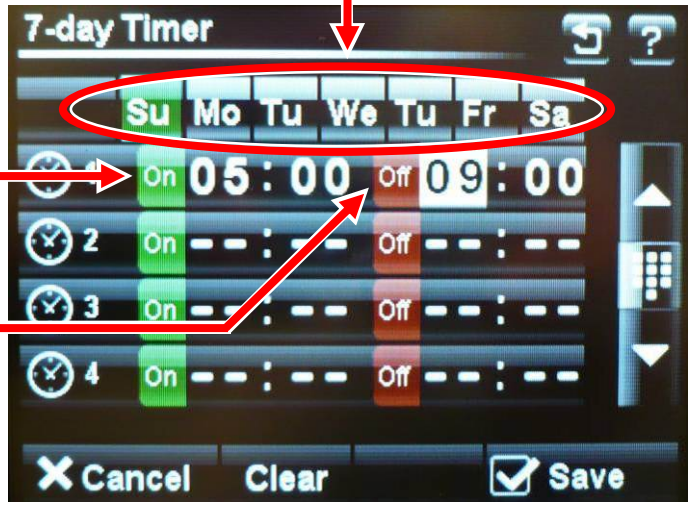 7-day Timer ?
Su Mo Tu We Tu Fr Sa
On 05:00 Off 09:00
2 On --:-- Off --:--
3 On --:-- Off --:--
4 On --:-- Off --:--
Cancel Clear Save